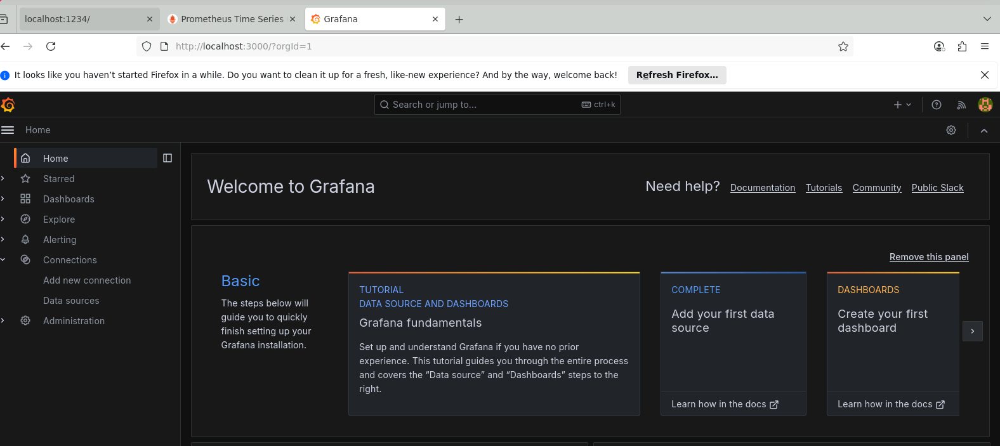 localhost:1234/
Prometheus Time Series
Grafana
http://localhost:3000/?orgId=1
It looks like you haven’t started Firefox in a while. Do you want to clean it up for a fresh, like-new experience? And by the way, welcome back!
Refresh Firefox…
Search or jump to...
ctrl+k
Home
Home
Starred
Dashboards
Explore
Alerting
Connections
Add new connection
Data sources
Administration
Welcome to Grafana
Need help?
Documentation
Tutorials
Community
Public Slack
Remove this panel
Basic
The steps below will
guide you to quickly
finish setting up your
Grafana installation.
TUTORIAL
DATA SOURCE AND DASHBOARDS
Grafana fundamentals
Set up and understand Grafana if you have no prior
experience. This tutorial guides you through the entire process
and covers the “Data source” and “Dashboards” steps to the
right.
COMPLETE
Add your first data
source
Learn how in the docs
DASHBOARDS
Create your first
dashboard
Learn how in the docs